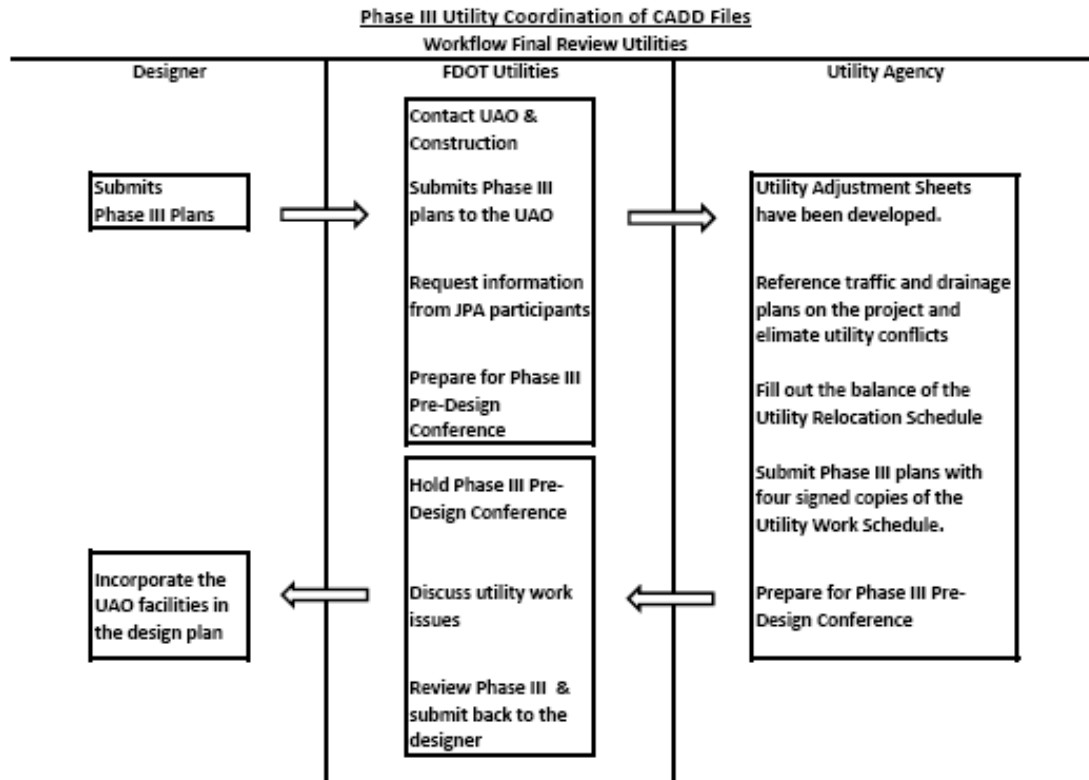 Phase III Utility Coordination of CADD Files
Workflow Final Review Utilities
Designer
FDOT Utilities
Utility Agency
Submits
Phase III Plans
Contact UAO &
Construction
Submits Phase III
plans to the UAO
Request information
from JPA participants
Prepare for Phase III
Pre-Design
Conference
Utility Adjustment Sheets
have been developed.
Reference traffic and drainage
plans on the project and
elimate utility conflicts
Fill out the balance of the
Utility Relocation Schedule
Submit Phase III plans with
four signed copies of the
Utility Work Schedule.
Prepare for Phase III Pre-
Design Conference
Hold Phase III Pre-
Design Conference
Discuss utility work
issues
Review Phase III &
submit back to the
designer
Incorporate the
UAO facilities in
the design plan